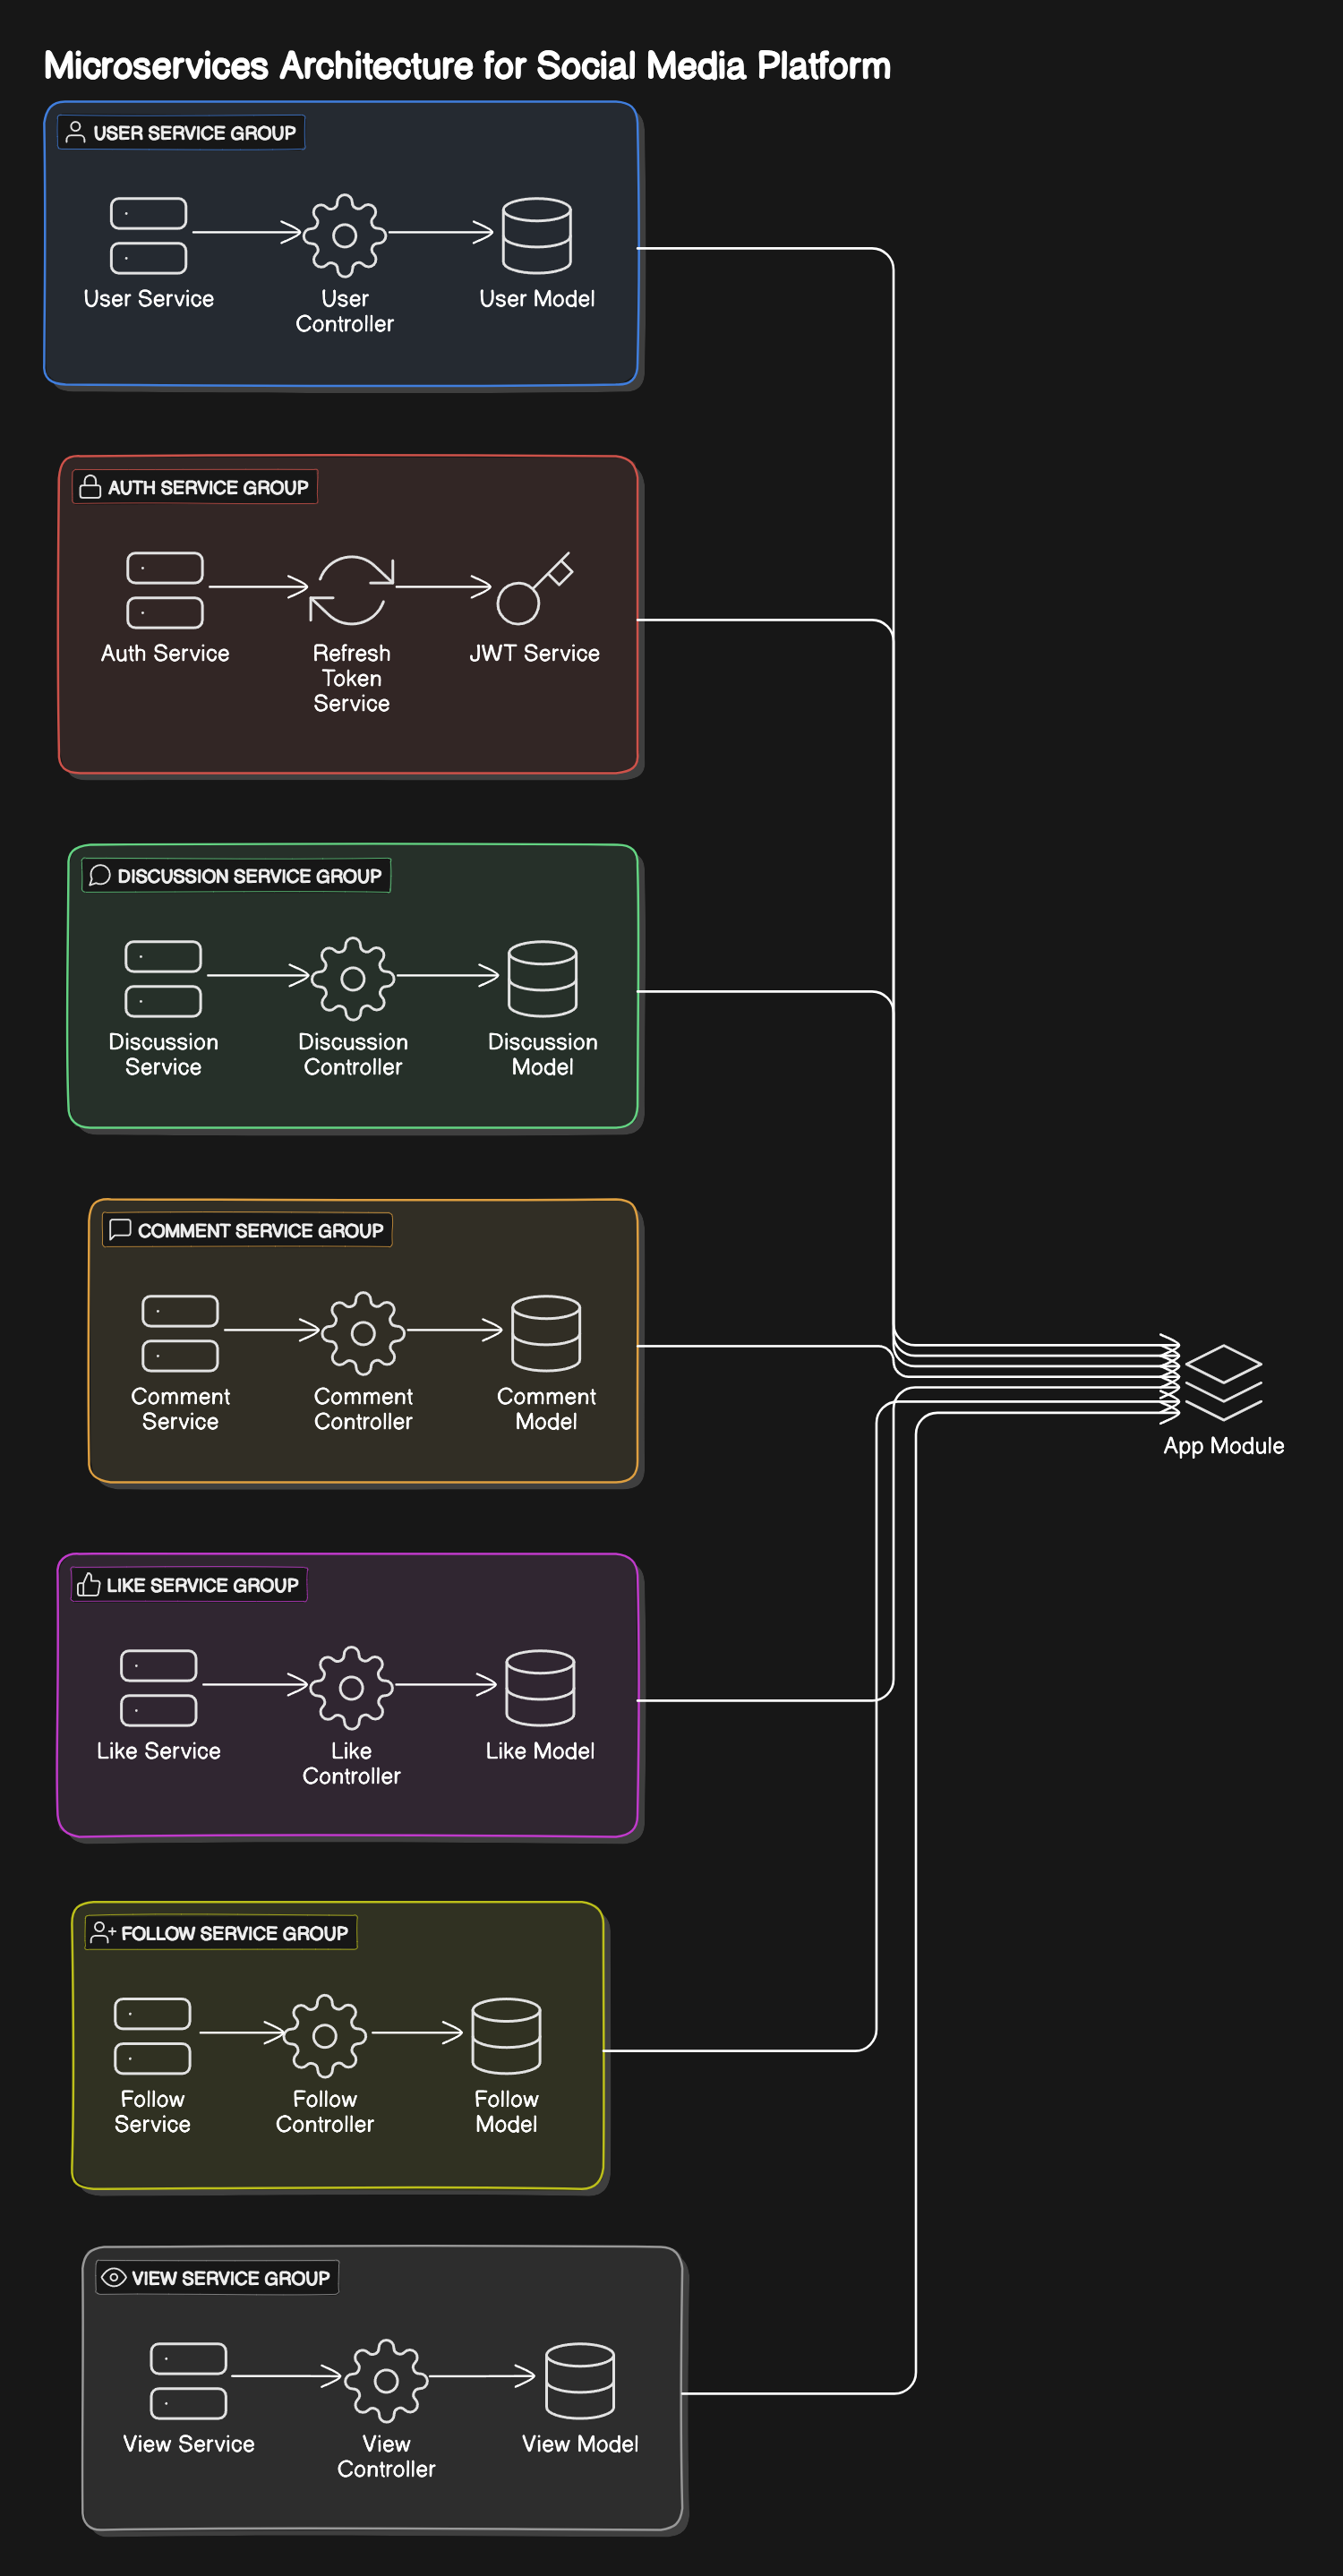 Microservices Architecture for Social Media Platform
USER SERVICE GROUP
User Service
User
Controller
User Model
AUTH SERVICE GROUP
Auth Service
Refresh
Token
Service
JWT Service
DISCUSSION SERVICE GROUP
Discussion
Service
Discussion
Controller
Discussion
Model
COMMENT SERVICE GROUP
Comment
Service
Comment
Controller
Comment
Model
App Module
LIKE SERVICE GROUP
Like Service
Like
Controller
Like Model
FOLLOW SERVICE GROUP
Follow
Service
Follow
Controller
Follow
Model
VIEW SERVICE GROUP
View Service
View
Controller
View Model